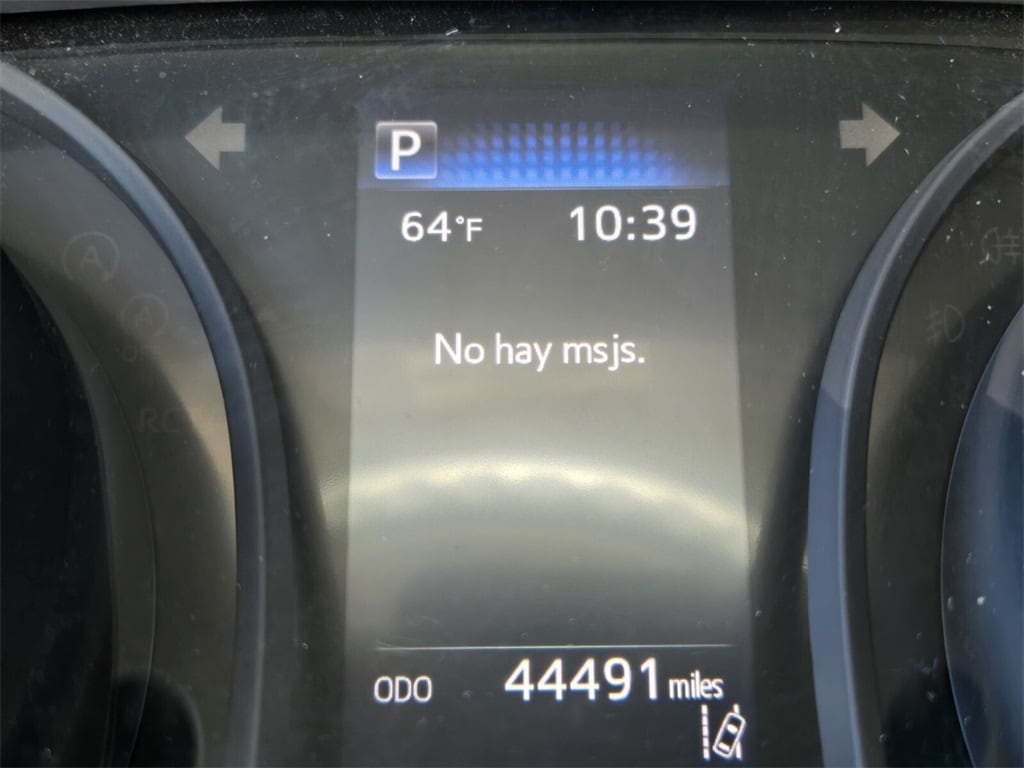 P
64°F 10:39
No hay msjs.
ODO 44491 miles